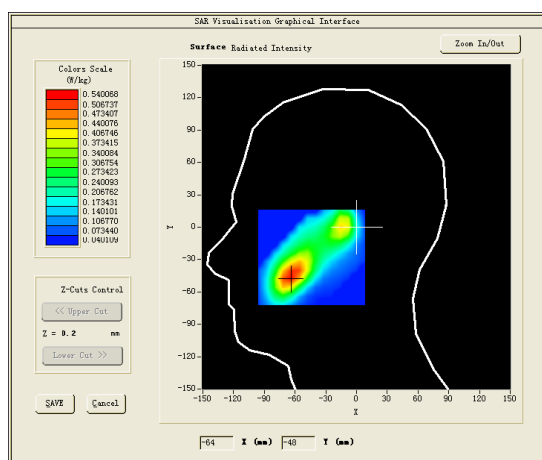 SAR Visualisation Graphical Interface
Surface Radiated Intensity
Zoom In/Out
Colors Scale
(W/kg)
0.540068
0.506737
0.473407
0.440076
0.406746
0.373415
0.340084
0.306754
0.273423
0.240093
0.206762
0.173431
0.140101
0.106770
0.073440
0.040109
Z-Cuts Control
<< Upper Cut
Z = 0.2 mm
Lower Cut >>
SAVE Cancel
150
120
90
60
30
0
-30
-60
-90
-120
-150
Y
-150 -120 -90 -60 -30 0 30 60 90 120 150
X
-64 X (mm) -48 Y (mm)